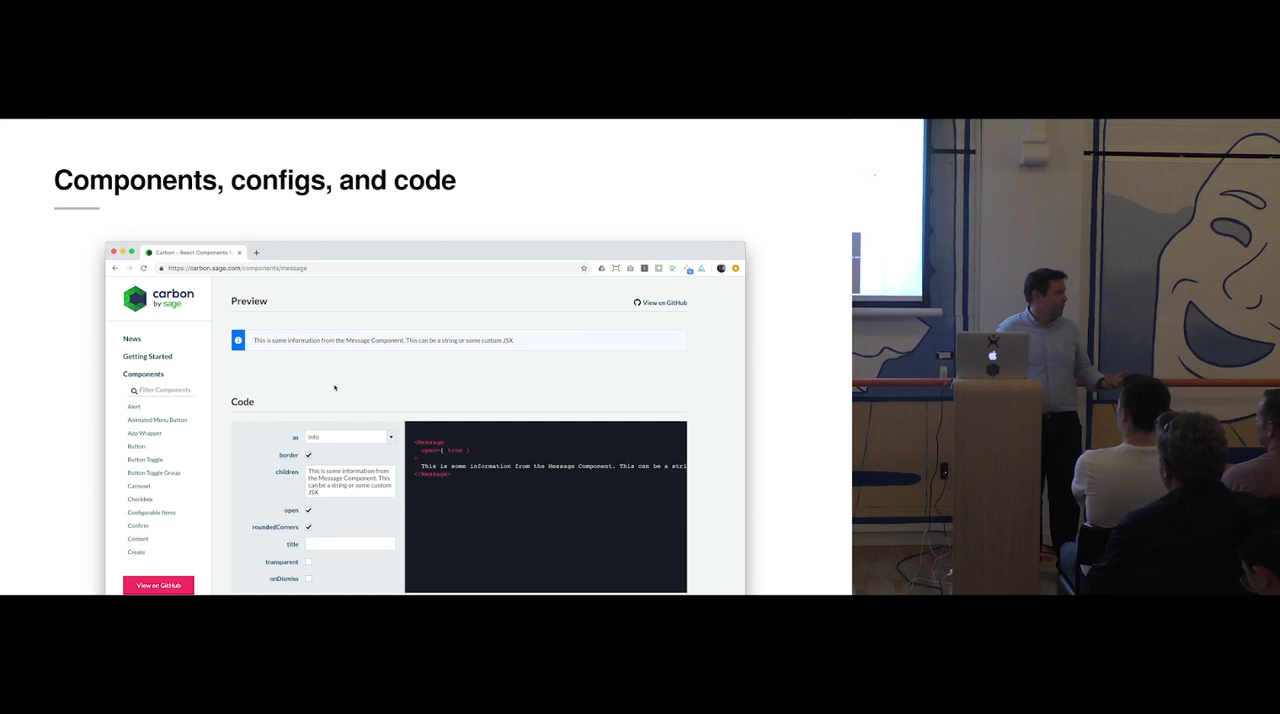 Components, configs, and code
Carbon - React Components f
https://carbon.sage.com/components/message
carbon
by sage
News
Getting Started
Components
Filter Components
Alert
Animated Menu Button
App Wrapper
Button
Button Toggle
Button Toggle Group
Carousel
Checkbox
Configurable Items
Confirm
Content
Create
View on GitHub
Preview
View on GitHub
This is some information from the Message Component. This can be a string or some custom JSX
Code
as
info
border
children
This is some information from
the Message Component. This
can be a string or some custom
JSX
open
roundedCorners
title
transparent
onDismiss
<Message
open={ true }
>
This is some information from the Message Component. This can be a stri
</Message>